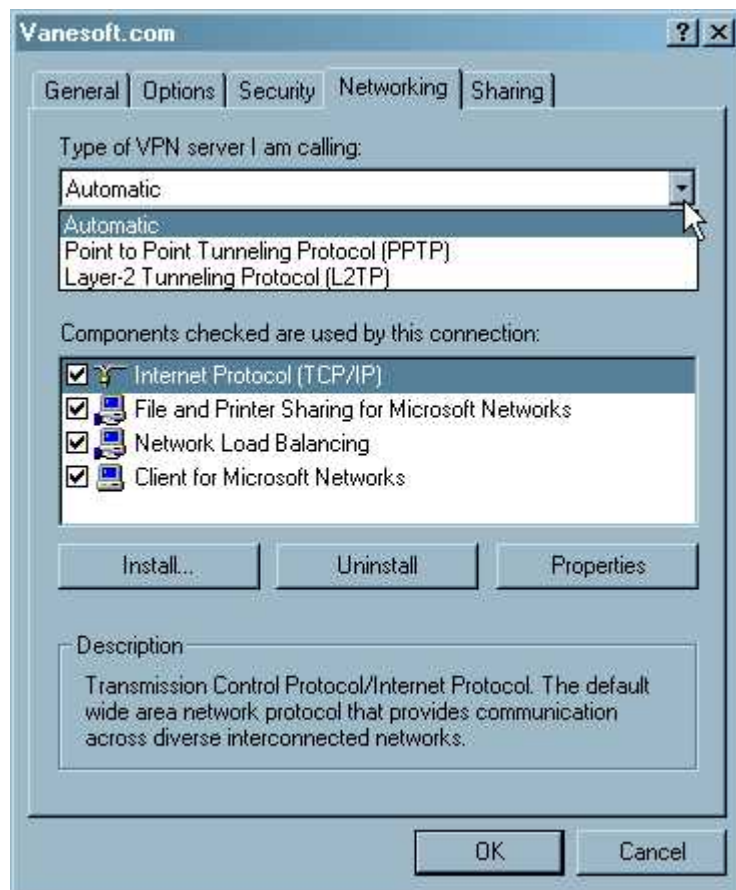 Vanesoft.com
General Options Security Networking Sharing
Type of VPN server I am calling:
Automatic
Automatic
Point to Point Tunneling Protocol (PPTP)
Layer-2 Tunneling Protocol (L2TP)
Components checked are used by this connection:
Internet Protocol (TCP/IP)
File and Printer Sharing for Microsoft Networks
Network Load Balancing
Client for Microsoft Networks
Install... Uninstall Properties
Description
Transmission Control Protocol/Internet Protocol. The default
wide area network protocol that provides communication
across diverse interconnected networks.
OK Cancel